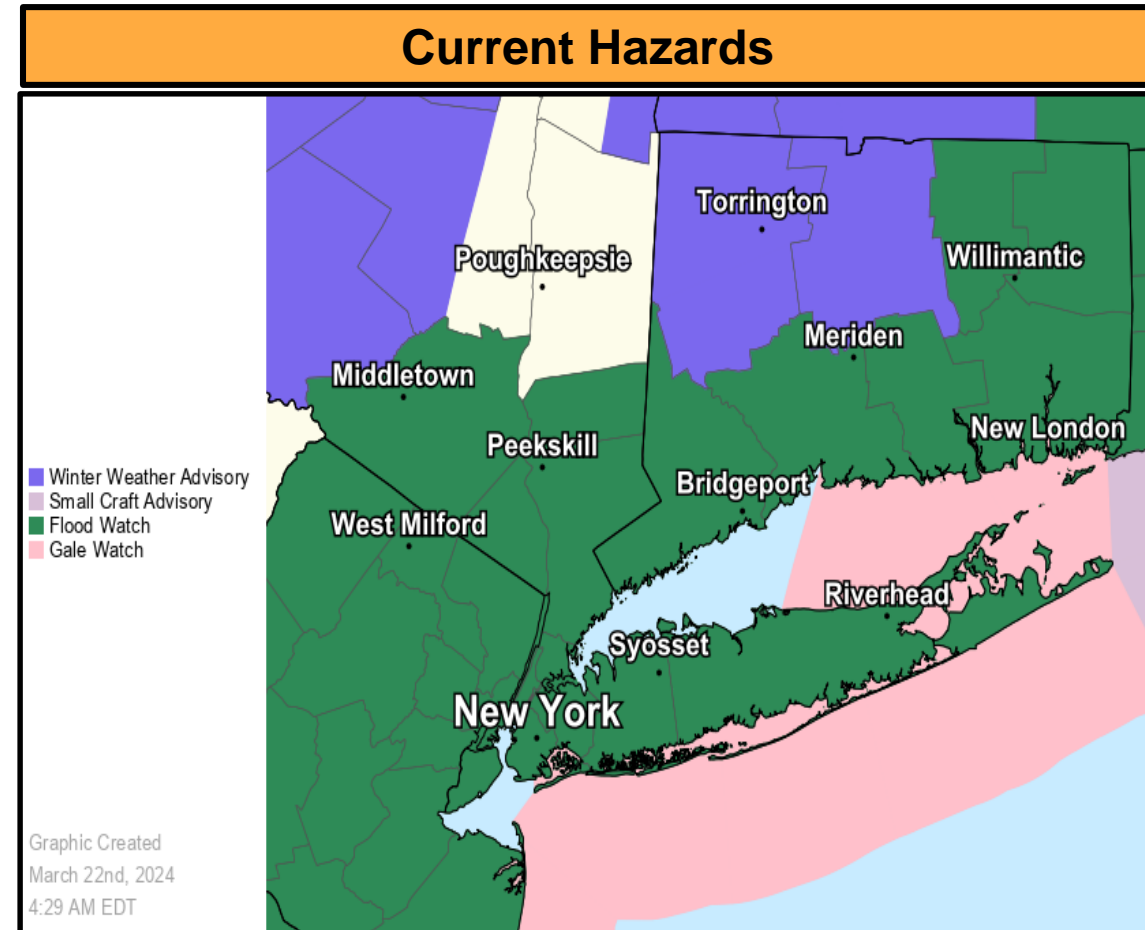 Current Hazards
Torrington
Poughkeepsie
Willimantic
Meriden
Middletown
New London
Peekskill
Bridgeport
West Milford
Riverhead
Syosset
New York
Winter Weather Advisory
Small Craft Advisory
Flood Watch
Gale Watch
Graphic Created
March 22nd, 2024
4:29 AM EDT